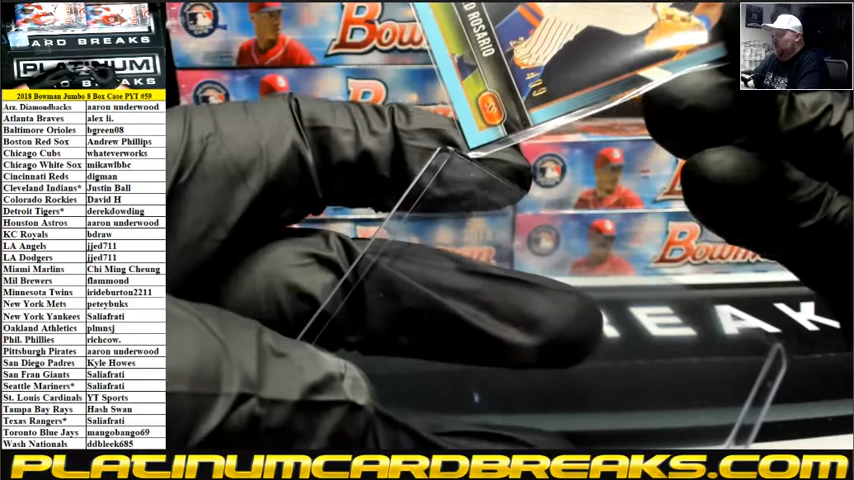 CARD BREAKS
PLATINUM
CARD BREAKS
2018 Bowman Jumbo 8 Box Case PYT #59
Arz. Diamondbacks aaron underwood
Atlanta Braves alex li.
Baltimore Orioles bgreen08
Boston Red Sox Andrew Phillips
Chicago Cubs whateverworks
Chicago White Sox mikawlbbc
Cincinnati Reds digman
Cleveland Indians* Justin Ball
Colorado Rockies David H
Detroit Tigers* derekdowding
Houston Astros aaron underwood
KC Royals bdraw
LA Angels jjed711
LA Dodgers jjed711
Miami Marlins Chi Ming Cheung
Mil Brewers flammond
Minnesota Twins irideburton2211
New York Mets peteybuks
New York Yankees Saliafrati
Oakland Athletics plmnsj
Phil. Phillies richcow.
Pittsburgh Pirates aaron underwood
San Diego Padres Kyle Howes
San Fran Giants Saliafrati
Seattle Mariners* Saliafrati
St. Louis Cardinals YT Sports
Tampa Bay Rays Hash Swan
Texas Rangers* Saliafrati
Toronto Blue Jays mangobango69
Wash Nationals ddbleek685
Bowman
ROSARIO
SS
/499
Bowman
BREAK
PLATINUMCARDBREAKS.COM